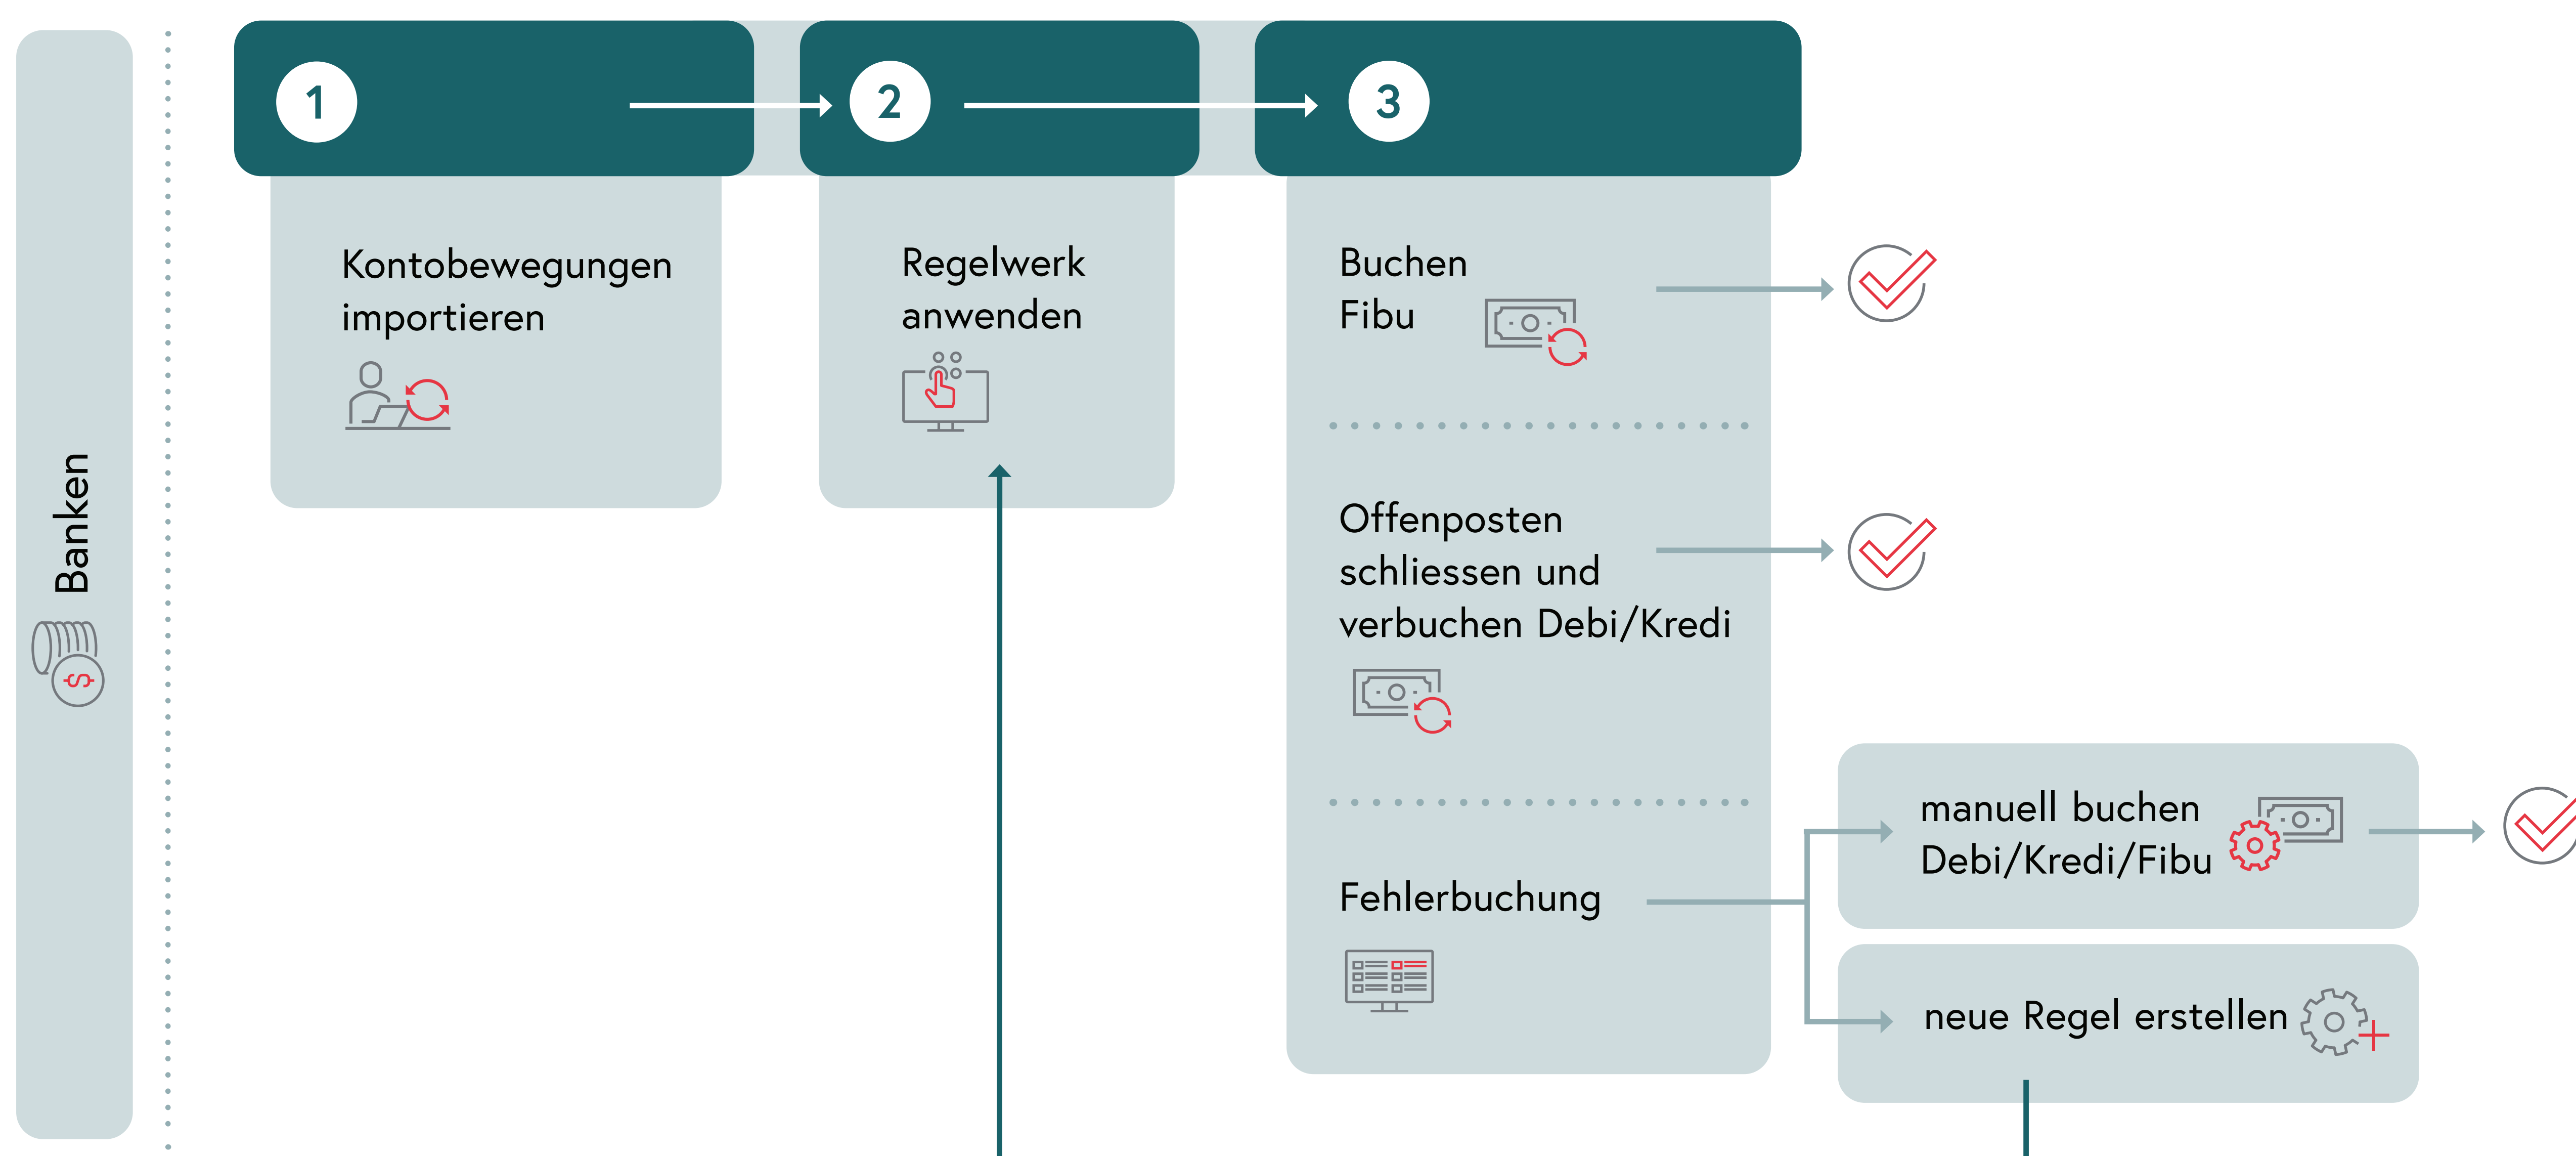 Banken
1
2
3
Kontobewegungen
importieren
Regelwerk
anwenden
Buchen
Fibu
Offenposten
schliessen und
verbuchen Debi/Kredi
Fehlerbuchung
manuell buchen
Debi/Kredi/Fibu
neue Regel erstellen